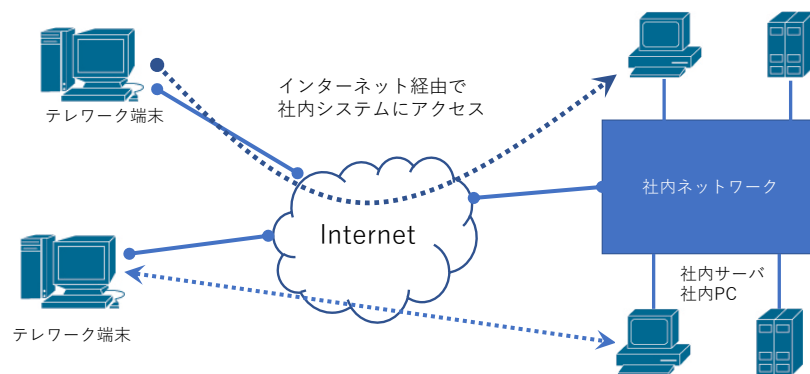 インターネット経由で
社内システムにアクセス
テレワーク端末
社内ネットワーク
Internet
社内サーバ
社内PC
テレワーク端末